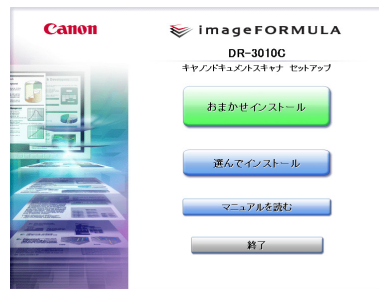 Canon
imageFORMULA
DR-3010C
キヤノンドキュメントスキャナ セットアップ
おまかせインストール
選んでインストール
マニュアルを読む
終了